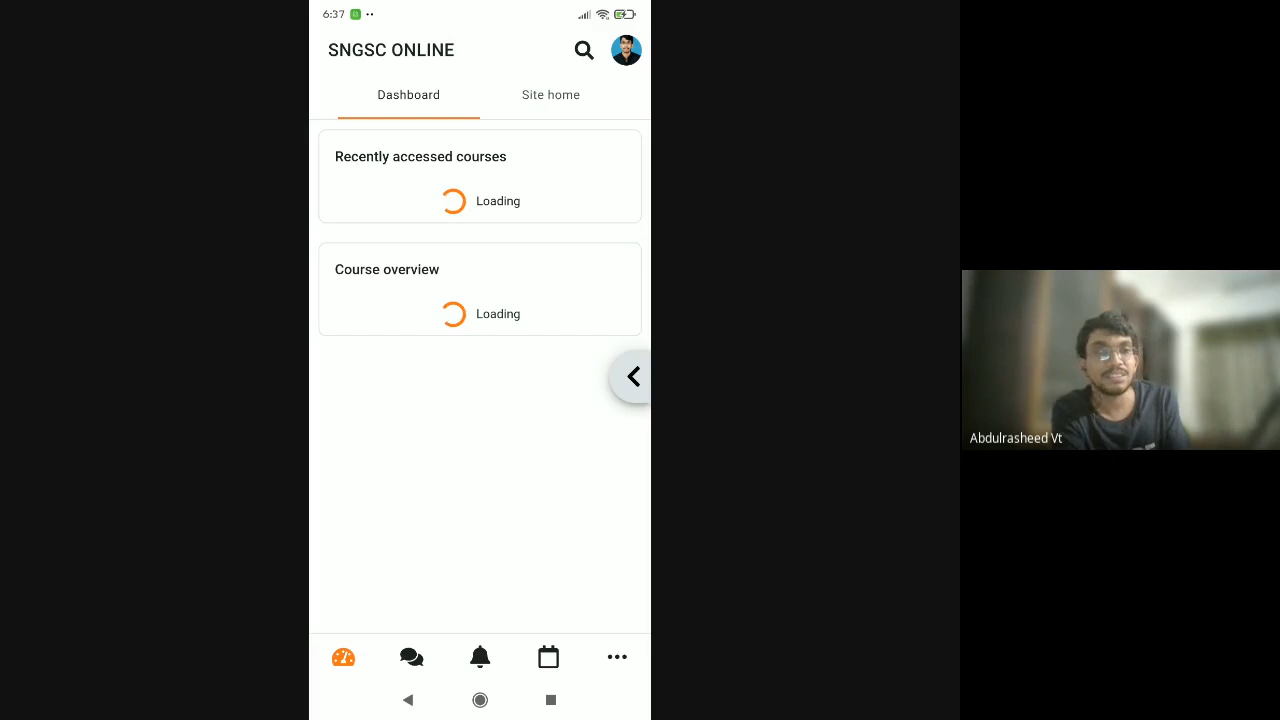 6:37
SNGSC ONLINE
Dashboard
Site home
Recently accessed courses
Loading
Course overview
Loading
Abdulrasheed Vt